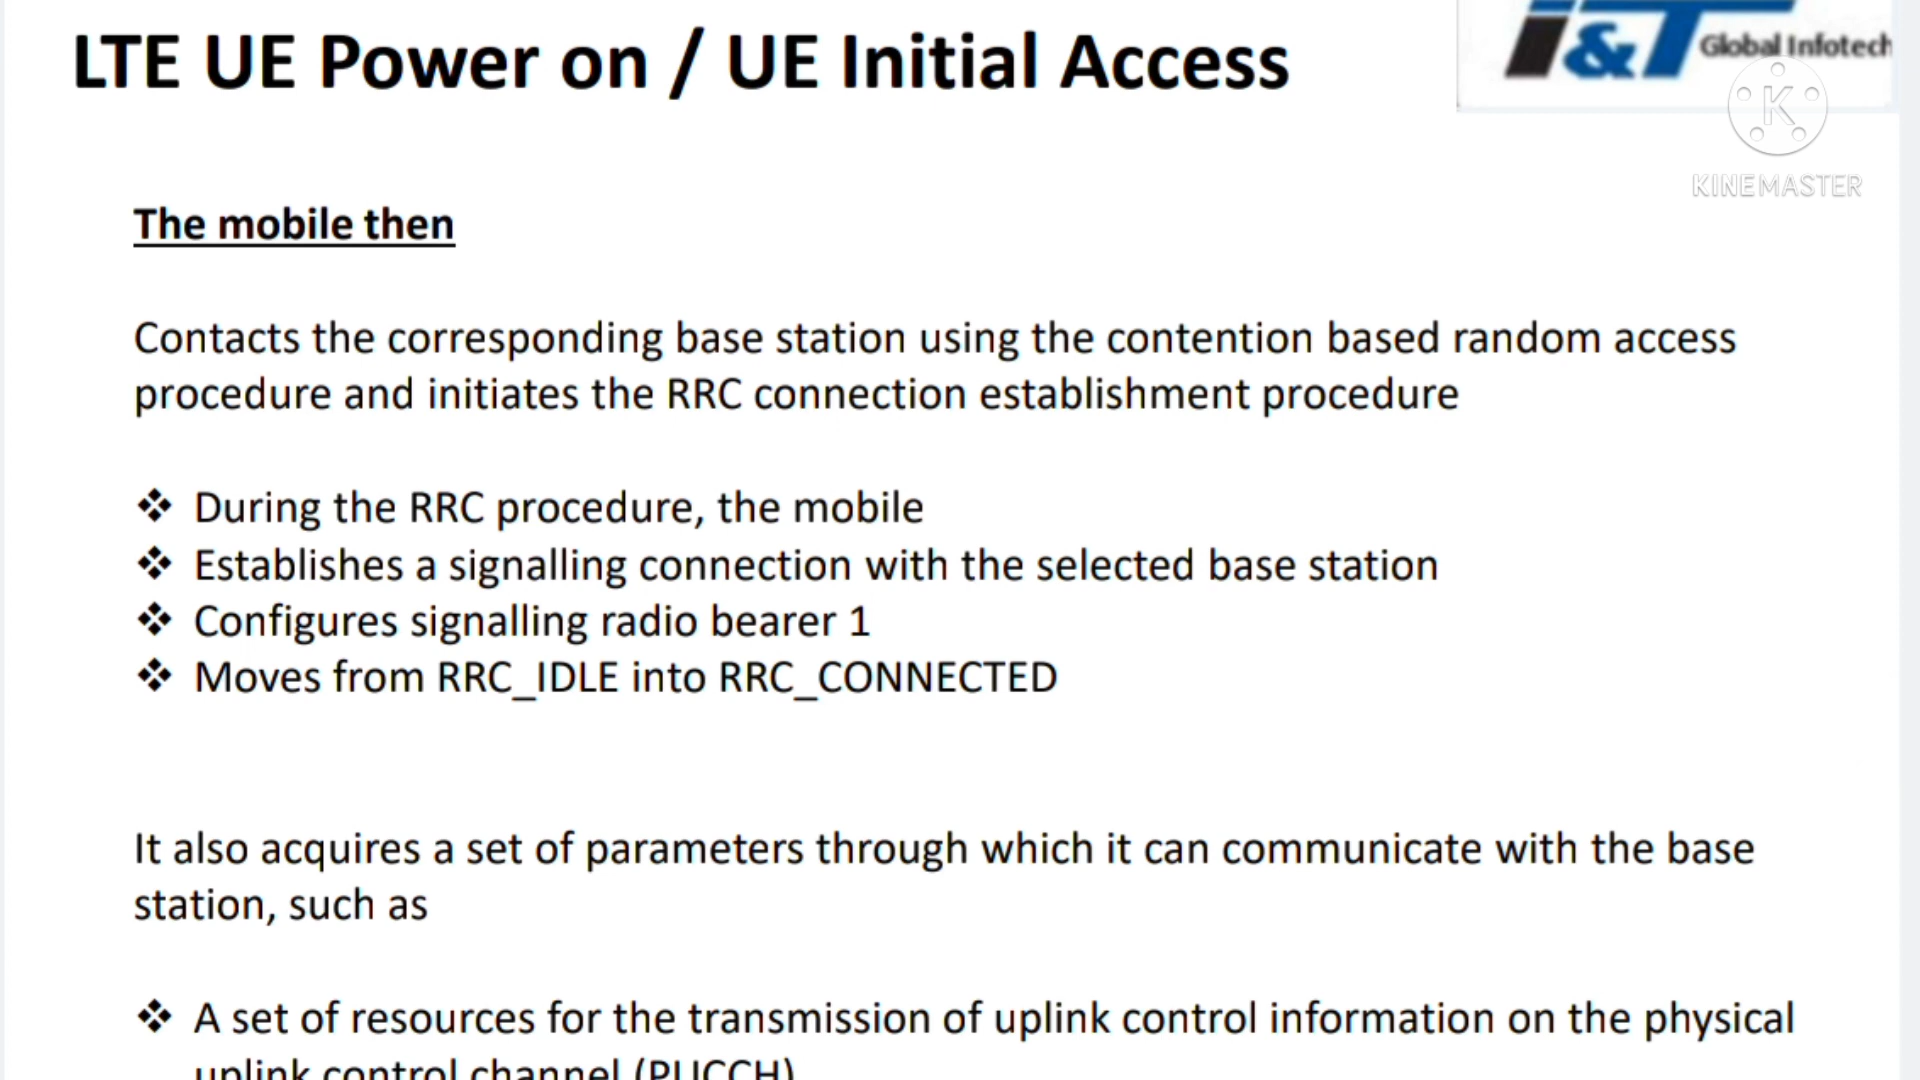 LTE UE Power on / UE Initial Access
I&T Global Infotech
K
KINEMASTER
The mobile then
Contacts the corresponding base station using the contention based random access
procedure and initiates the RRC connection establishment procedure
❖ During the RRC procedure, the mobile
❖ Establishes a signalling connection with the selected base station
❖ Configures signalling radio bearer 1
❖ Moves from RRC_IDLE into RRC_CONNECTED
It also acquires a set of parameters through which it can communicate with the base
station, such as
❖ A set of resources for the transmission of uplink control information on the physical
uplink control channel (PUCCH)